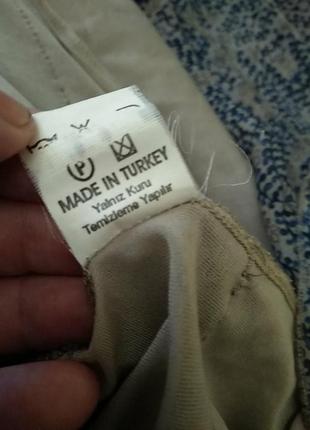 P
MADE IN TURKEY
Yalnız Kuru
Temizleme Yapılır